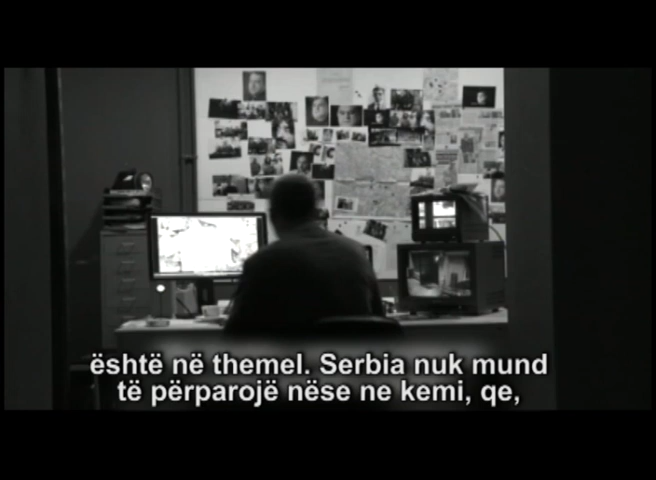 është në themel. Serbia nuk mund
të përparojë nëse ne kemi, qe,